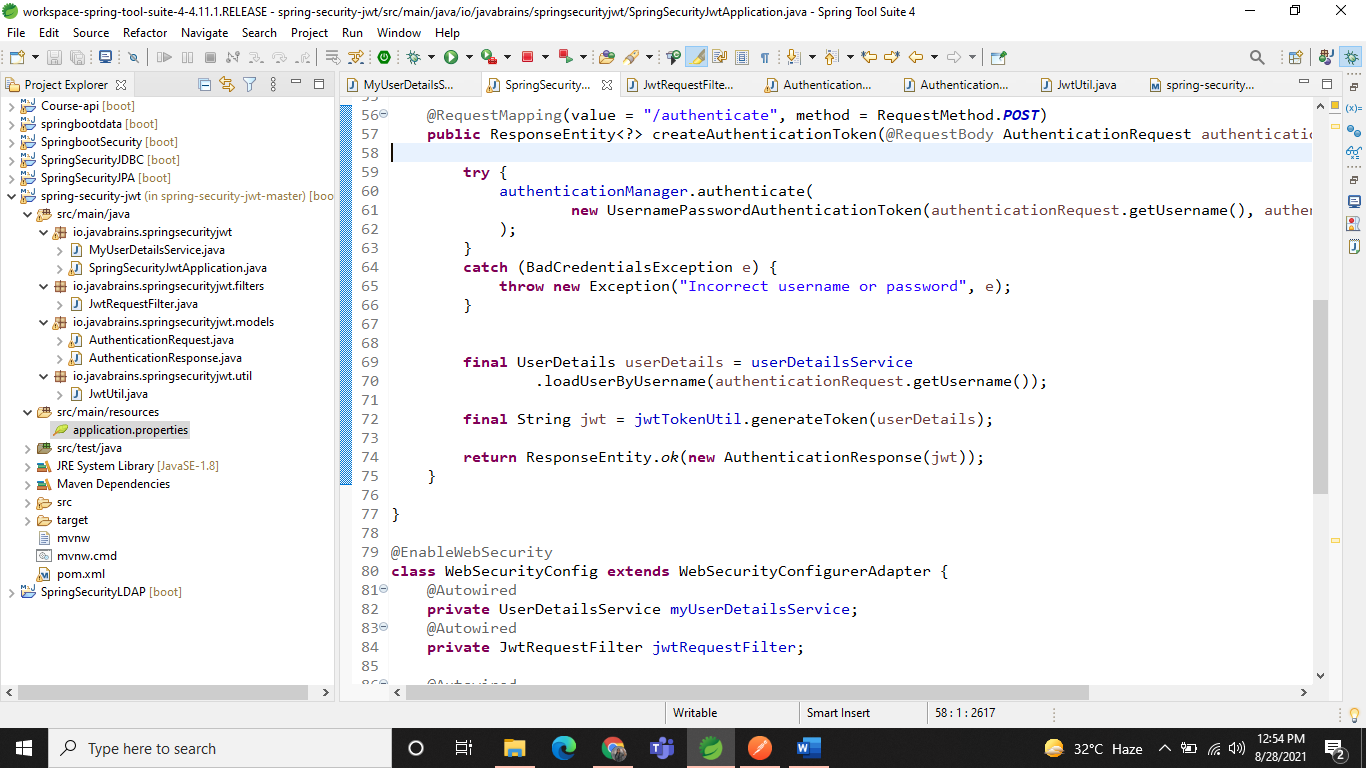 workspace-spring-tool-suite-4-4.11.1.RELEASE - spring-security-jwt/src/main/java/io/javabrains/springsecurityjwt/SpringSecurityJwtApplication.java - Spring Tool Suite 4
File Edit Source Refactor Navigate Search Project Run Window Help
Project Explorer
MyUserDetailsS... SpringSecurity... JwtRequestFilte... Authentication... Authentication... JwtUtil.java spring-security...
Course-api [boot]
springbootdata [boot]
SpringbootSecurity [boot]
SpringSecurityJDBC [boot]
SpringSecurityJPA [boot]
spring-security-jwt (in spring-security-jwt-master) [boo
src/main/java
io.javabrains.springsecurityjwt
MyUserDetailsService.java
SpringSecurityJwtApplication.java
io.javabrains.springsecurityjwt.filters
JwtRequestFilter.java
io.javabrains.springsecurityjwt.models
AuthenticationRequest.java
AuthenticationResponse.java
io.javabrains.springsecurityjwt.util
JwtUtil.java
src/main/resources
application.properties
src/test/java
JRE System Library [JavaSE-1.8]
Maven Dependencies
src
target
mvnw
mvnw.cmd
pom.xml
SpringSecurityLDAP [boot]
56 @RequestMapping(value = "/authenticate", method = RequestMethod.POST)
57 public ResponseEntity<?> createAuthenticationToken(@RequestBody AuthenticationRequest authenticatio
58
59 try {
60 authenticationManager.authenticate(
61 new UsernamePasswordAuthenticationToken(authenticationRequest.getUsername(), authen
62 );
63 }
64 catch (BadCredentialsException e) {
65 throw new Exception("Incorrect username or password", e);
66 }
67
68
69 final UserDetails userDetails = userDetailsService
70 .loadUserByUsername(authenticationRequest.getUsername());
71
72 final String jwt = jwtTokenUtil.generateToken(userDetails);
73
74 return ResponseEntity.ok(new AuthenticationResponse(jwt));
75 }
76
77 }
78
79 @EnableWebSecurity
80 class WebSecurityConfig extends WebSecurityConfigurerAdapter {
81 @Autowired
82 private UserDetailsService myUserDetailsService;
83 @Autowired
84 private JwtRequestFilter jwtRequestFilter;
85
86 @Autowired
Writable Smart Insert 58 : 1 : 2617
Type here to search
32°C Haze
12:54 PM
8/28/2021
2